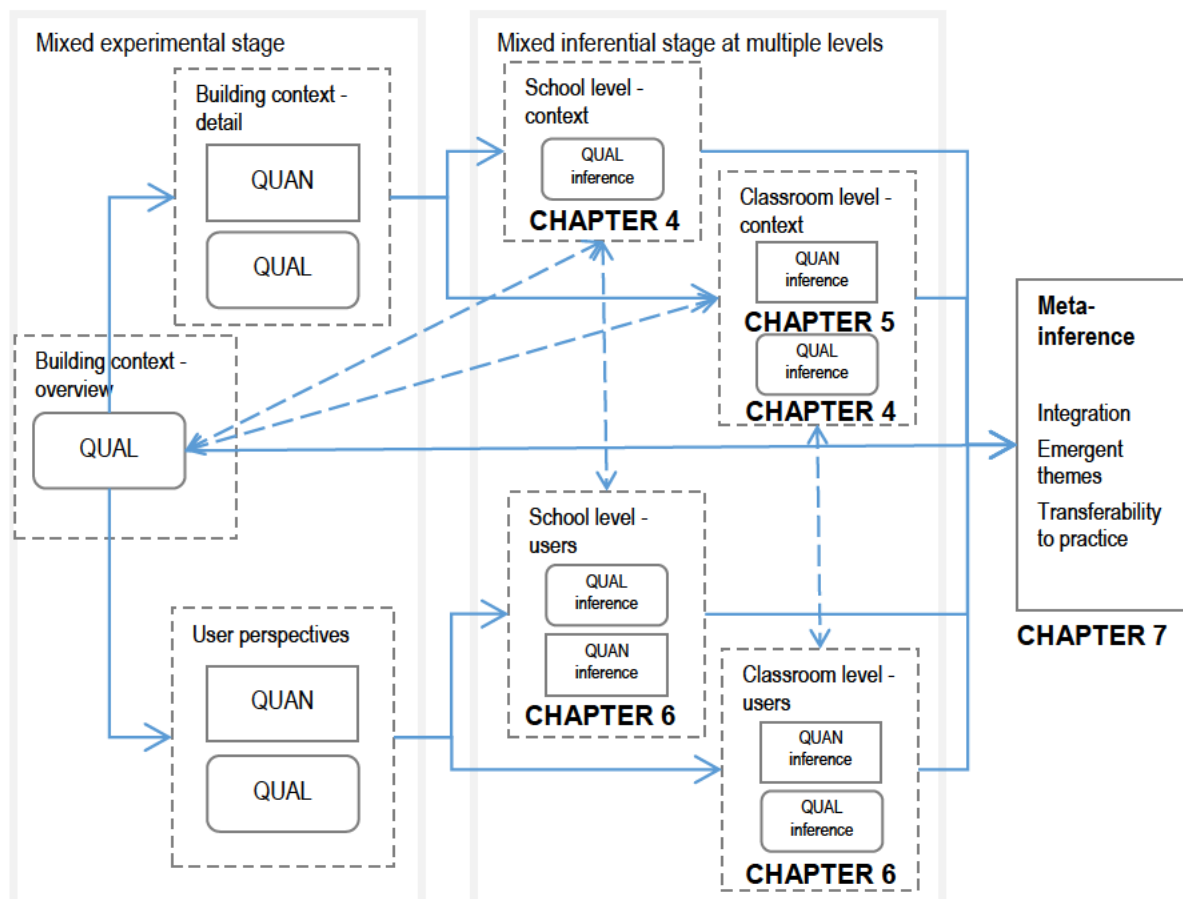 Mixed experimental stage
Building context -
detail
QUAN
QUAL
Building context -
overview
QUAL
User perspectives
QUAN
QUAL
Mixed inferential stage at multiple levels
School level -
context
QUAL
inference
CHAPTER 4
Classroom level -
context
QUAN
inference
CHAPTER 5
QUAL
inference
CHAPTER 4
School level -
users
QUAL
inference
QUAN
inference
CHAPTER 6
Classroom level -
users
QUAN
inference
QUAL
inference
CHAPTER 6
Meta-
inference
Integration
Emergent
themes
Transferability
to practice
CHAPTER 7